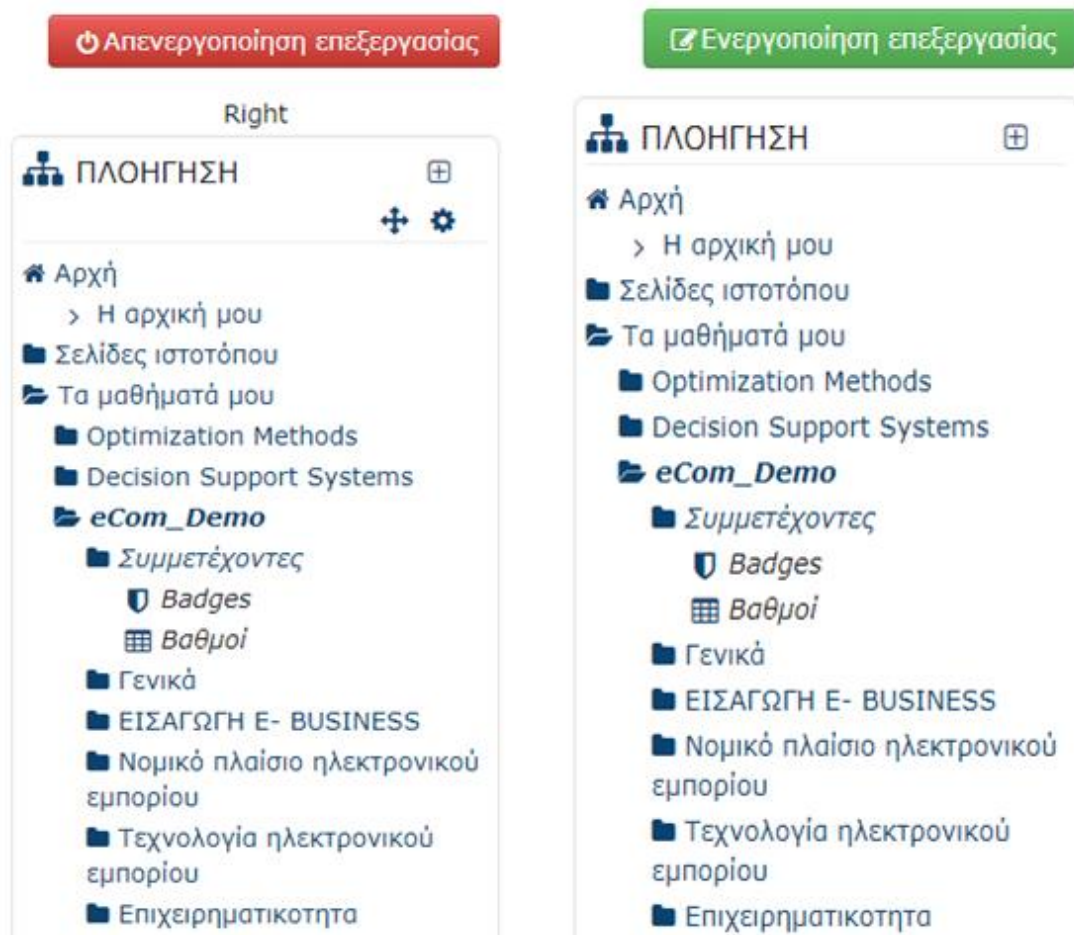 Απενεργοποίηση επεξεργασίας
Right
ΠΛΟΗΓΗΣΗ
Αρχή
Η αρχική μου
Σελίδες ιστοτόπου
Τα μαθήματά μου
Optimization Methods
Decision Support Systems
eCom_Demo
Συμμετέχοντες
Badges
Βαθμοί
Γενικά
ΕΙΣΑΓΩΓΗ E- BUSINESS
Νομικό πλαίσιο ηλεκτρονικού
εμπορίου
Τεχνολογία ηλεκτρονικού
εμπορίου
Επιχειρηματικοτητα
Ενεργοποίηση επεξεργασίας
ΠΛΟΗΓΗΣΗ
Αρχή
Η αρχική μου
Σελίδες ιστοτόπου
Τα μαθήματά μου
Optimization Methods
Decision Support Systems
eCom_Demo
Συμμετέχοντες
Badges
Βαθμοί
Γενικά
ΕΙΣΑΓΩΓΗ E- BUSINESS
Νομικό πλαίσιο ηλεκτρονικού
εμπορίου
Τεχνολογία ηλεκτρονικού
εμπορίου
Επιχειρηματικοτητα